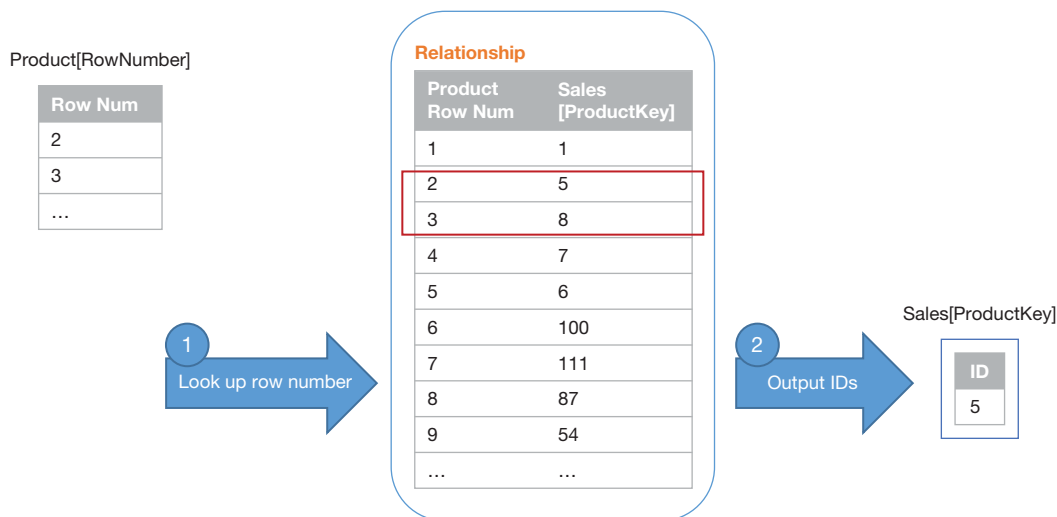 Product[RowNumber]
Row Num
2
3
…
Relationship
Product Row Num
Sales [ProductKey]
1 1
2 5
3 8
4 7
5 6
6 100
7 111
8 87
9 54
… …
1
Look up row number
2
Output IDs
Sales[ProductKey]
ID
5